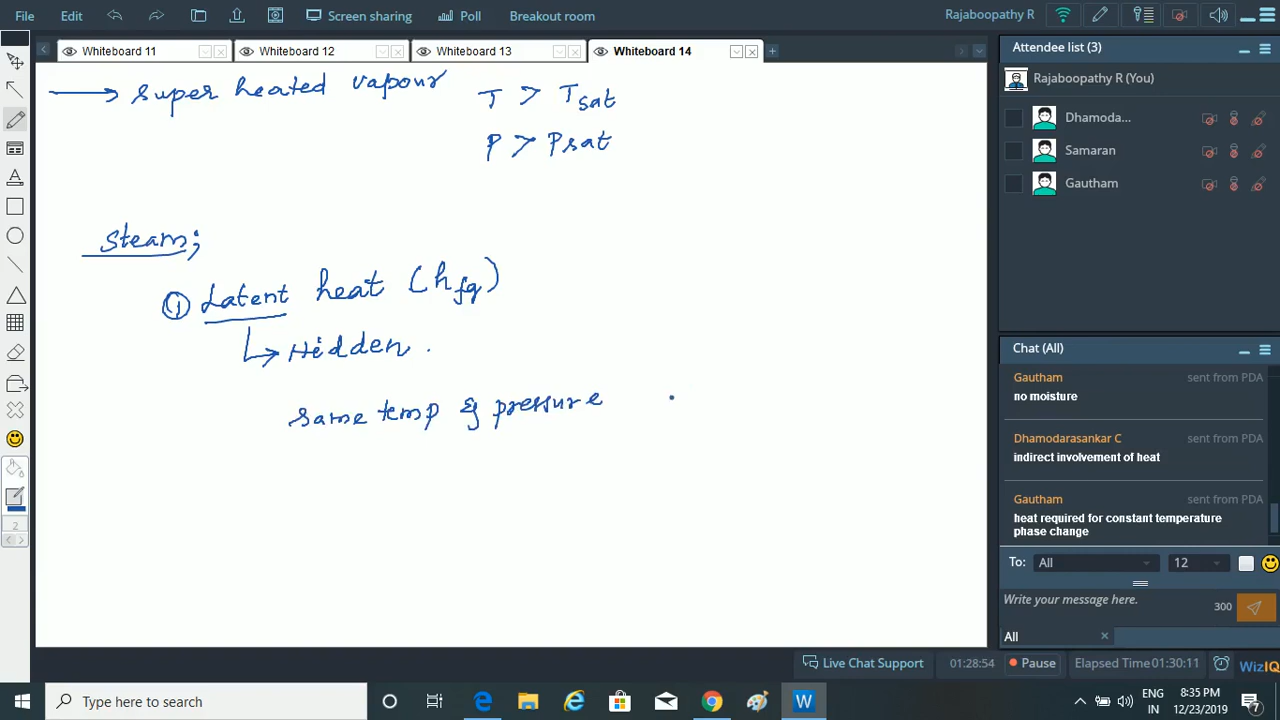 File Edit Screen sharing Poll Breakout room Rajaboopathy R
Whiteboard 11 Whiteboard 12 Whiteboard 13 Whiteboard 14
→ super heated vapour T > Tsat
P > Psat
Steam;
① Latent heat (hfg)
↳ Hidden .
same temp & pressure
Attendee list (3)
Rajaboopathy R (You)
Dhamoda...
Samaran
Gautham
Chat (All)
Gautham sent from PDA
no moisture
Dhamodarasankar C sent from PDA
indirect involvement of heat
Gautham sent from PDA
heat required for constant temperature
phase change
To: All 12
Write your message here. 300
All
2
Live Chat Support 01:28:54 Pause Elapsed Time 01:30:11 WizIQ
Type here to search
ENG 8:35 PM
IN 12/23/2019 7